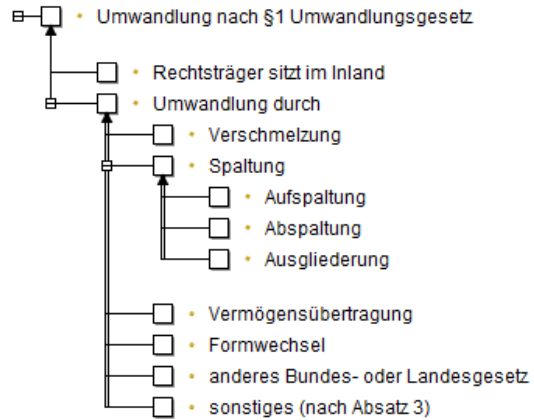 Umwandlung nach §1 Umwandlungsgesetz
Rechtsträger sitzt im Inland
Umwandlung durch
Verschmelzung
Spaltung
Aufspaltung
Abspaltung
Ausgliederung
Vermögensübertragung
Formwechsel
anderes Bundes- oder Landesgesetz
sonstiges (nach Absatz 3)